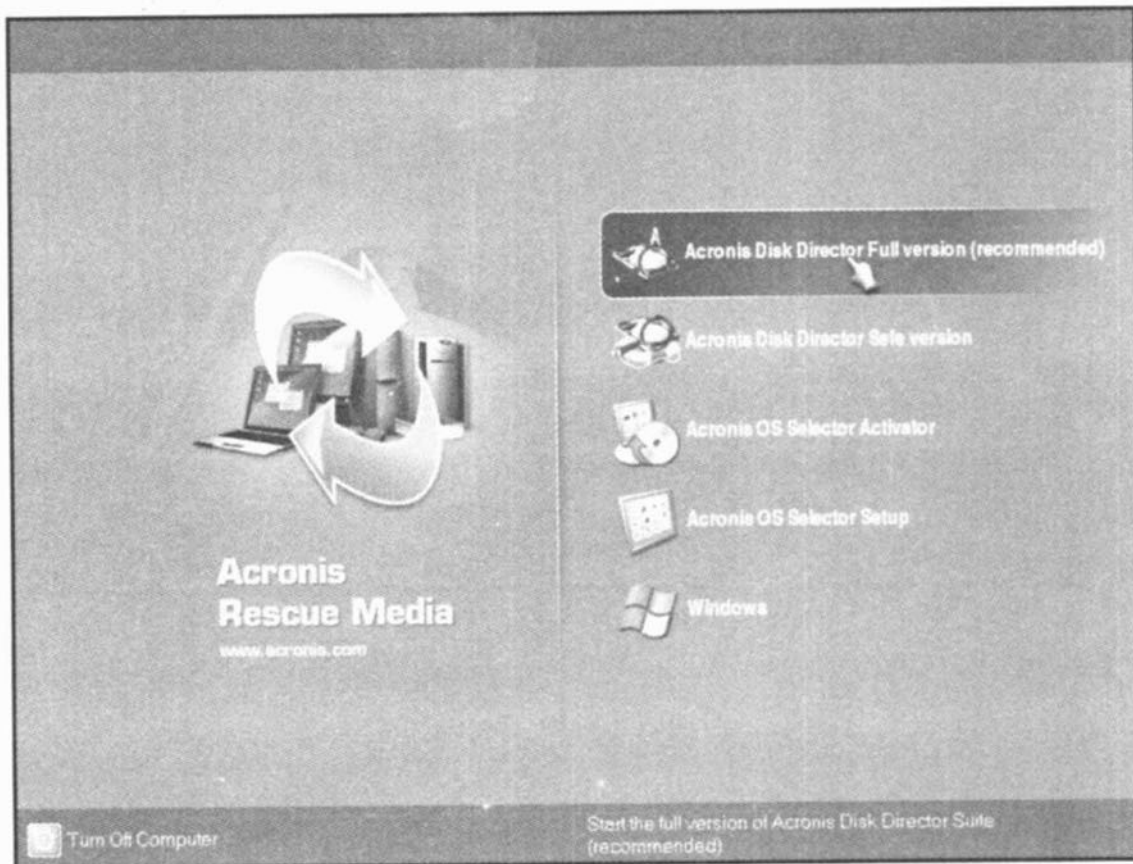 Acronis Disk Director Full version (recommended)
Acronis Disk Director Safe version
Acronis OS Selector Activator
Acronis OS Selector Setup
Windows
Acronis
Rescue Media
www.acronis.com
Turn Off Computer
Start the full version of Acronis Disk Director Suite
(recommended)